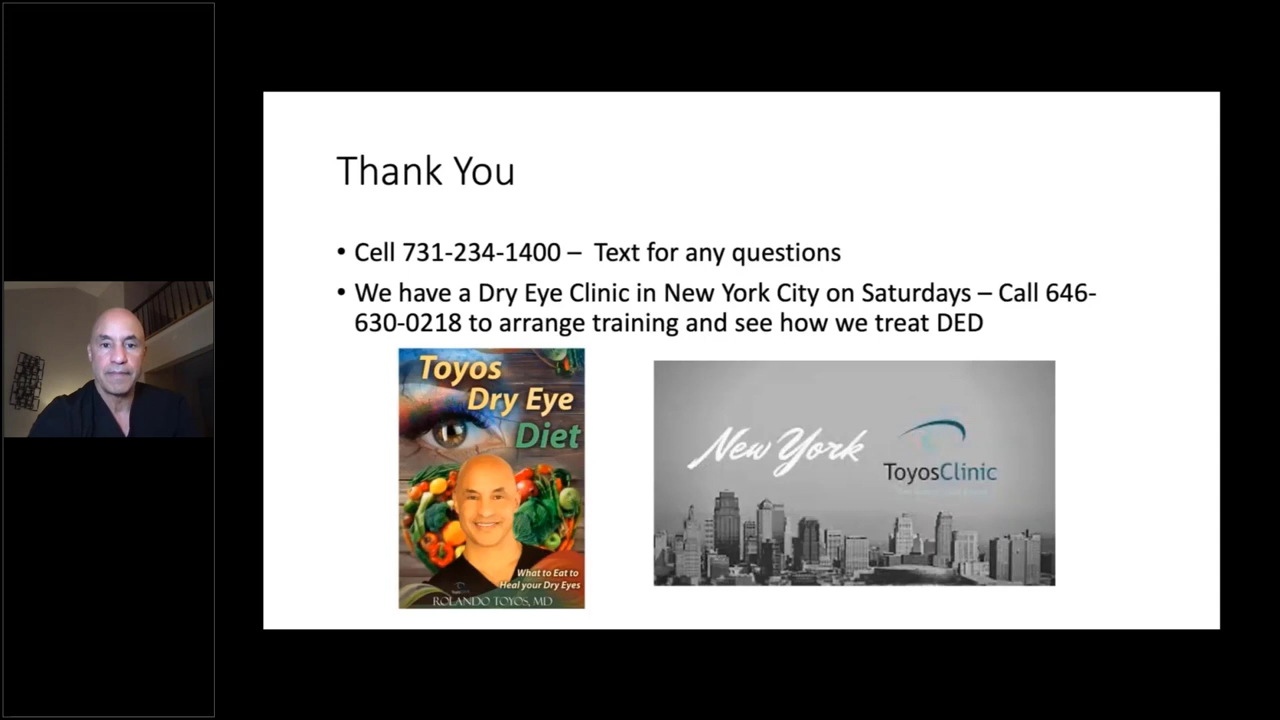 Thank You
• Cell 731-234-1400 – Text for any questions
• We have a Dry Eye Clinic in New York City on Saturdays – Call 646-
630-0218 to arrange training and see how we treat DED
Toyos
Dry Eye
Diet
What to Eat to
Heal your Dry Eyes
ROLANDO TOYOS, MD
New York
ToyosClinic